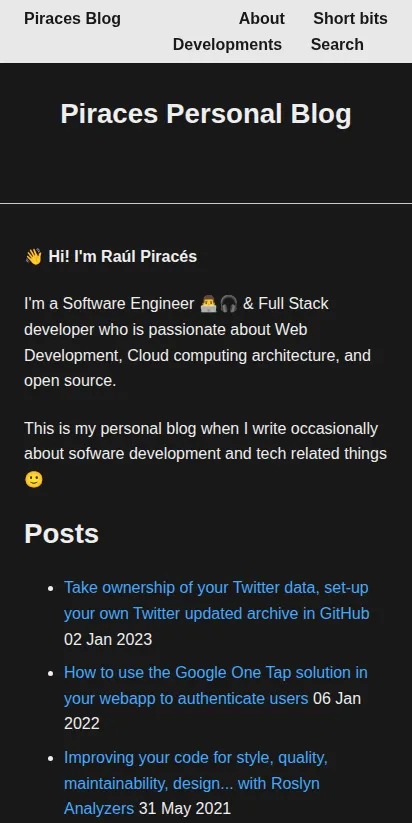 Piraces Blog About Short bits
Developments Search
Piraces Personal Blog
👋 Hi! I'm Raúl Piracés
I'm a Software Engineer 👨‍💻🎧 & Full Stack
developer who is passionate about Web
Development, Cloud computing architecture, and
open source.
This is my personal blog when I write occasionally
about sofware development and tech related things
🙂
Posts
• Take ownership of your Twitter data, set-up
your own Twitter updated archive in GitHub
02 Jan 2023
• How to use the Google One Tap solution in
your webapp to authenticate users 06 Jan
2022
• Improving your code for style, quality,
maintainability, design... with Roslyn
Analyzers 31 May 2021